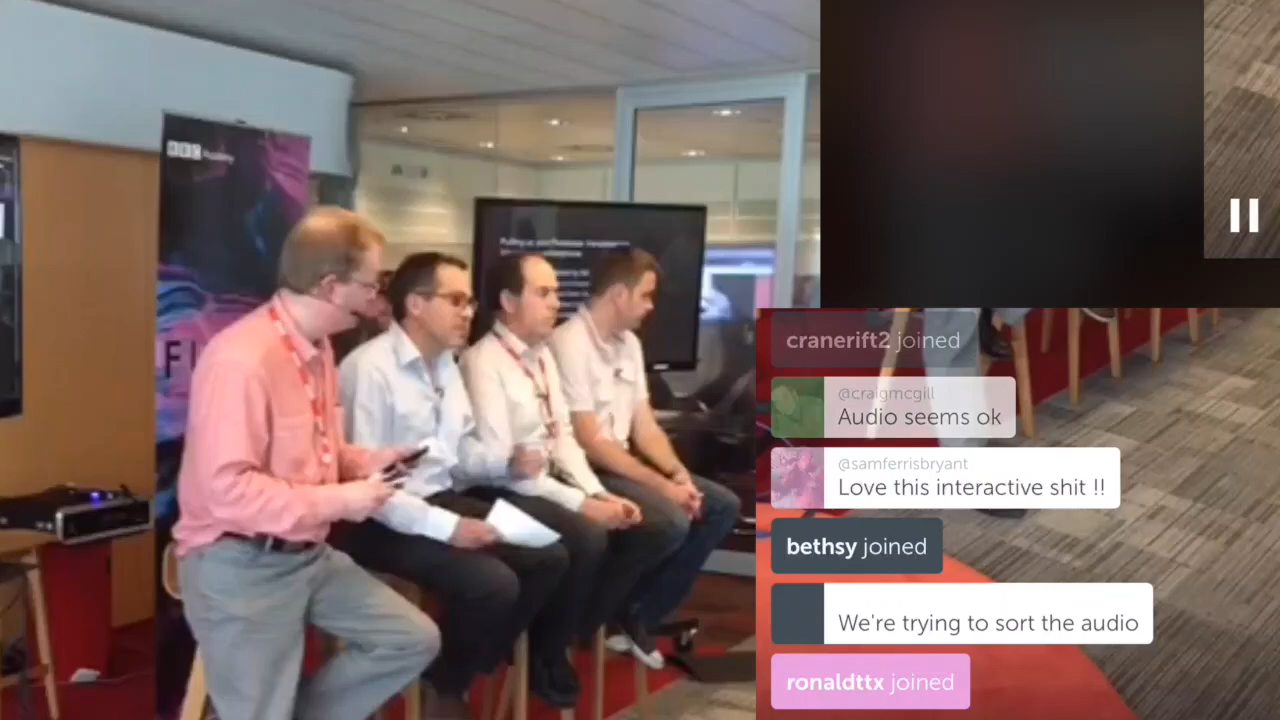 BBC
cranerift2 joined
@craigmcgill
Audio seems ok
@samferrisbryant
Love this interactive shit !!
bethsy joined
We're trying to sort the audio
ronaldttx joined